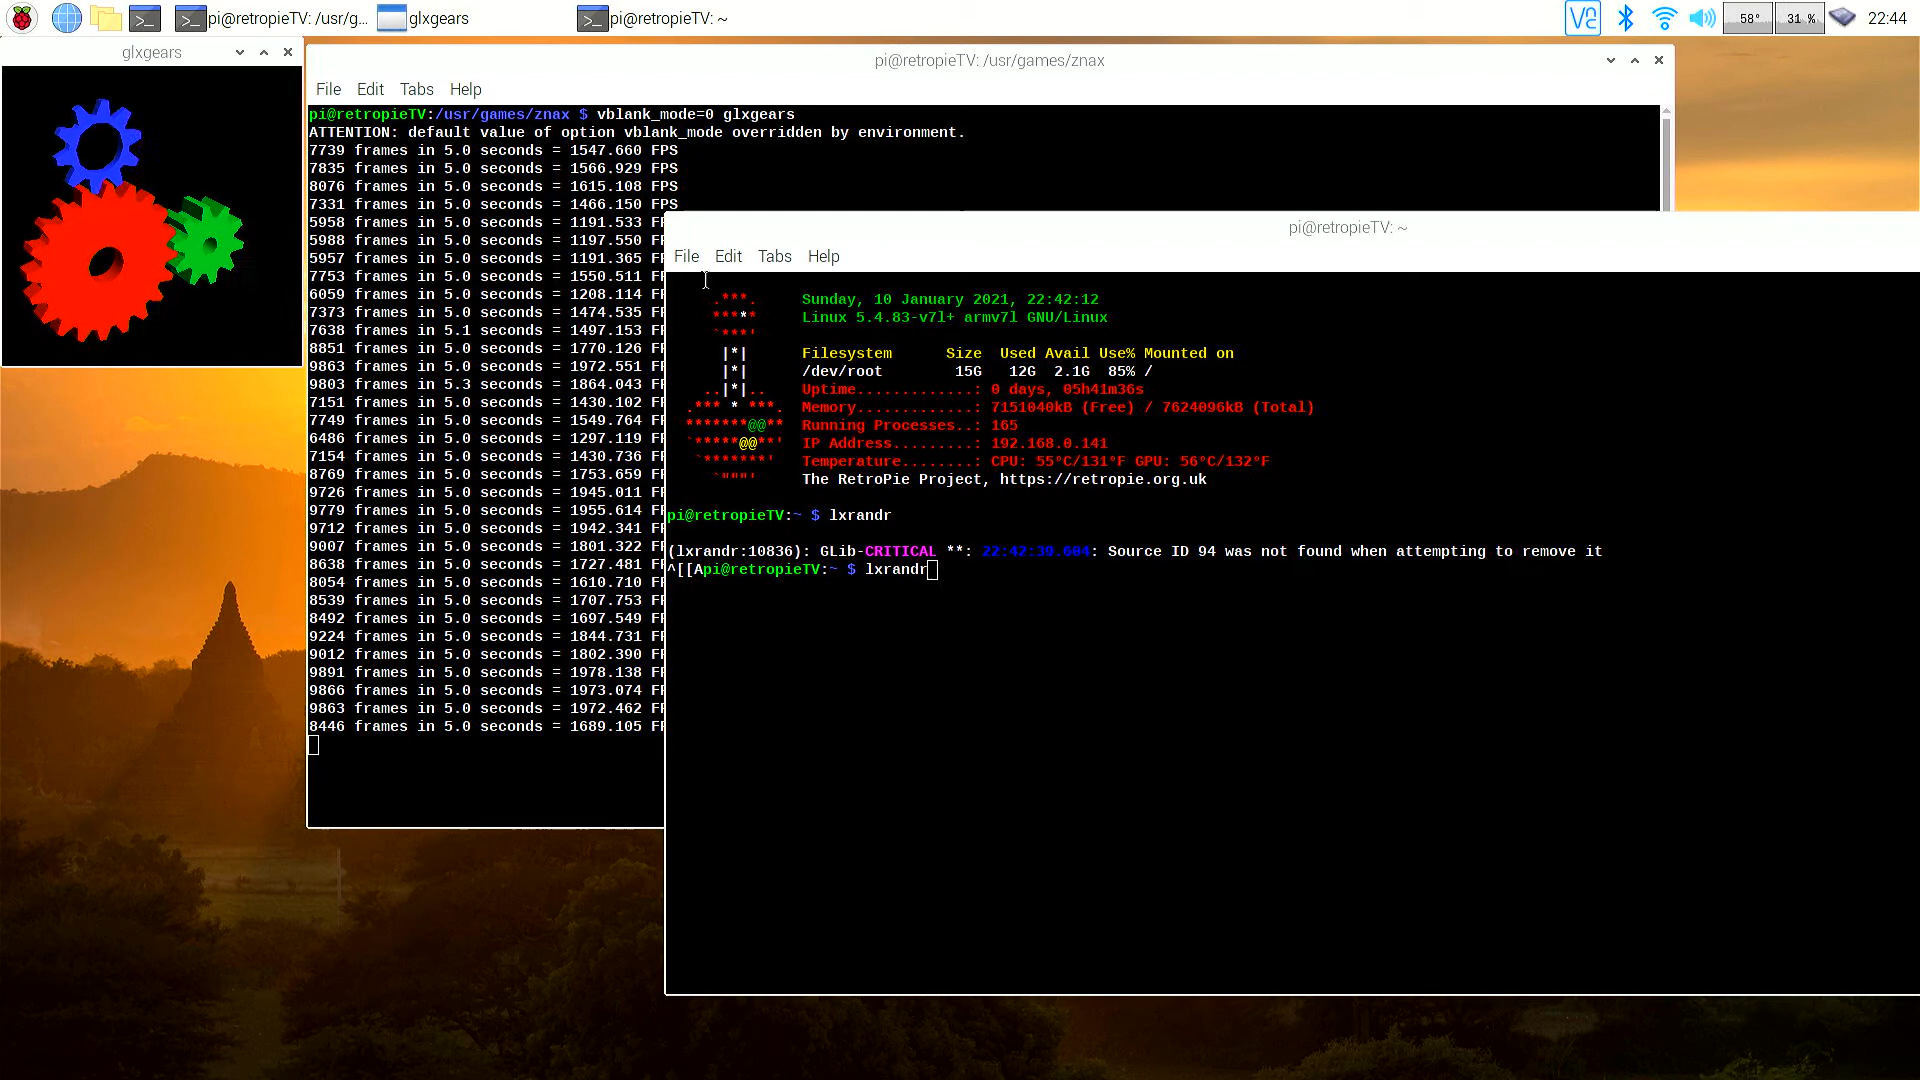 pi@retropieTV: /usr/g...
glxgears
pi@retropieTV: ~
58°
31 %
22:44
glxgears
pi@retropieTV: /usr/games/znax
File Edit Tabs Help
pi@retropieTV:/usr/games/znax $ vblank_mode=0 glxgears
ATTENTION: default value of option vblank_mode overridden by environment.
7739 frames in 5.0 seconds = 1547.660 FPS
7835 frames in 5.0 seconds = 1566.929 FPS
8076 frames in 5.0 seconds = 1615.108 FPS
7331 frames in 5.0 seconds = 1466.150 FPS
5958 frames in 5.0 seconds = 1191.533 F
5988 frames in 5.0 seconds = 1197.550 F
5957 frames in 5.0 seconds = 1191.365 F
7753 frames in 5.0 seconds = 1550.511 F
6059 frames in 5.0 seconds = 1208.114 F
7373 frames in 5.0 seconds = 1474.535 F
7638 frames in 5.1 seconds = 1497.153 F
8851 frames in 5.0 seconds = 1770.126 F
9863 frames in 5.0 seconds = 1972.551 F
9803 frames in 5.3 seconds = 1864.043 F
7151 frames in 5.0 seconds = 1430.102 F
7749 frames in 5.0 seconds = 1549.764 F
6486 frames in 5.0 seconds = 1297.119 F
7154 frames in 5.0 seconds = 1430.736 F
8769 frames in 5.0 seconds = 1753.659 F
9726 frames in 5.0 seconds = 1945.011 F
9779 frames in 5.0 seconds = 1955.614 F
9712 frames in 5.0 seconds = 1942.341 F
9007 frames in 5.0 seconds = 1801.322 F
8638 frames in 5.0 seconds = 1727.481 F
8054 frames in 5.0 seconds = 1610.710 F
8539 frames in 5.0 seconds = 1707.753 F
8492 frames in 5.0 seconds = 1697.549 F
9224 frames in 5.0 seconds = 1844.731 F
9012 frames in 5.0 seconds = 1802.390 F
9891 frames in 5.0 seconds = 1978.138 F
9866 frames in 5.0 seconds = 1973.074 F
9863 frames in 5.0 seconds = 1972.462 F
8446 frames in 5.0 seconds = 1689.105 F
pi@retropieTV: ~
File Edit Tabs Help
.***. Sunday, 10 January 2021, 22:42:12
***** Linux 5.4.83-v7l+ armv7l GNU/Linux
`***'
|*| Filesystem Size Used Avail Use% Mounted on
|*| /dev/root 15G 12G 2.1G 85% /
..|*|.. Uptime.............: 0 days, 05h41m36s
.*** * ***. Memory.............: 7151040kB (Free) / 7624096kB (Total)
*******@@** Running Processes..: 165
`*****@@**' IP Address.........: 192.168.0.141
`*******' Temperature........: CPU: 55°C/131°F GPU: 56°C/132°F
`"""' The RetroPie Project, https://retropie.org.uk
pi@retropieTV:~ $ lxrandr
(lxrandr:10836): GLib-CRITICAL **: 22:42:39.604: Source ID 94 was not found when attempting to remove it
^[[Api@retropieTV:~ $ lxrandr